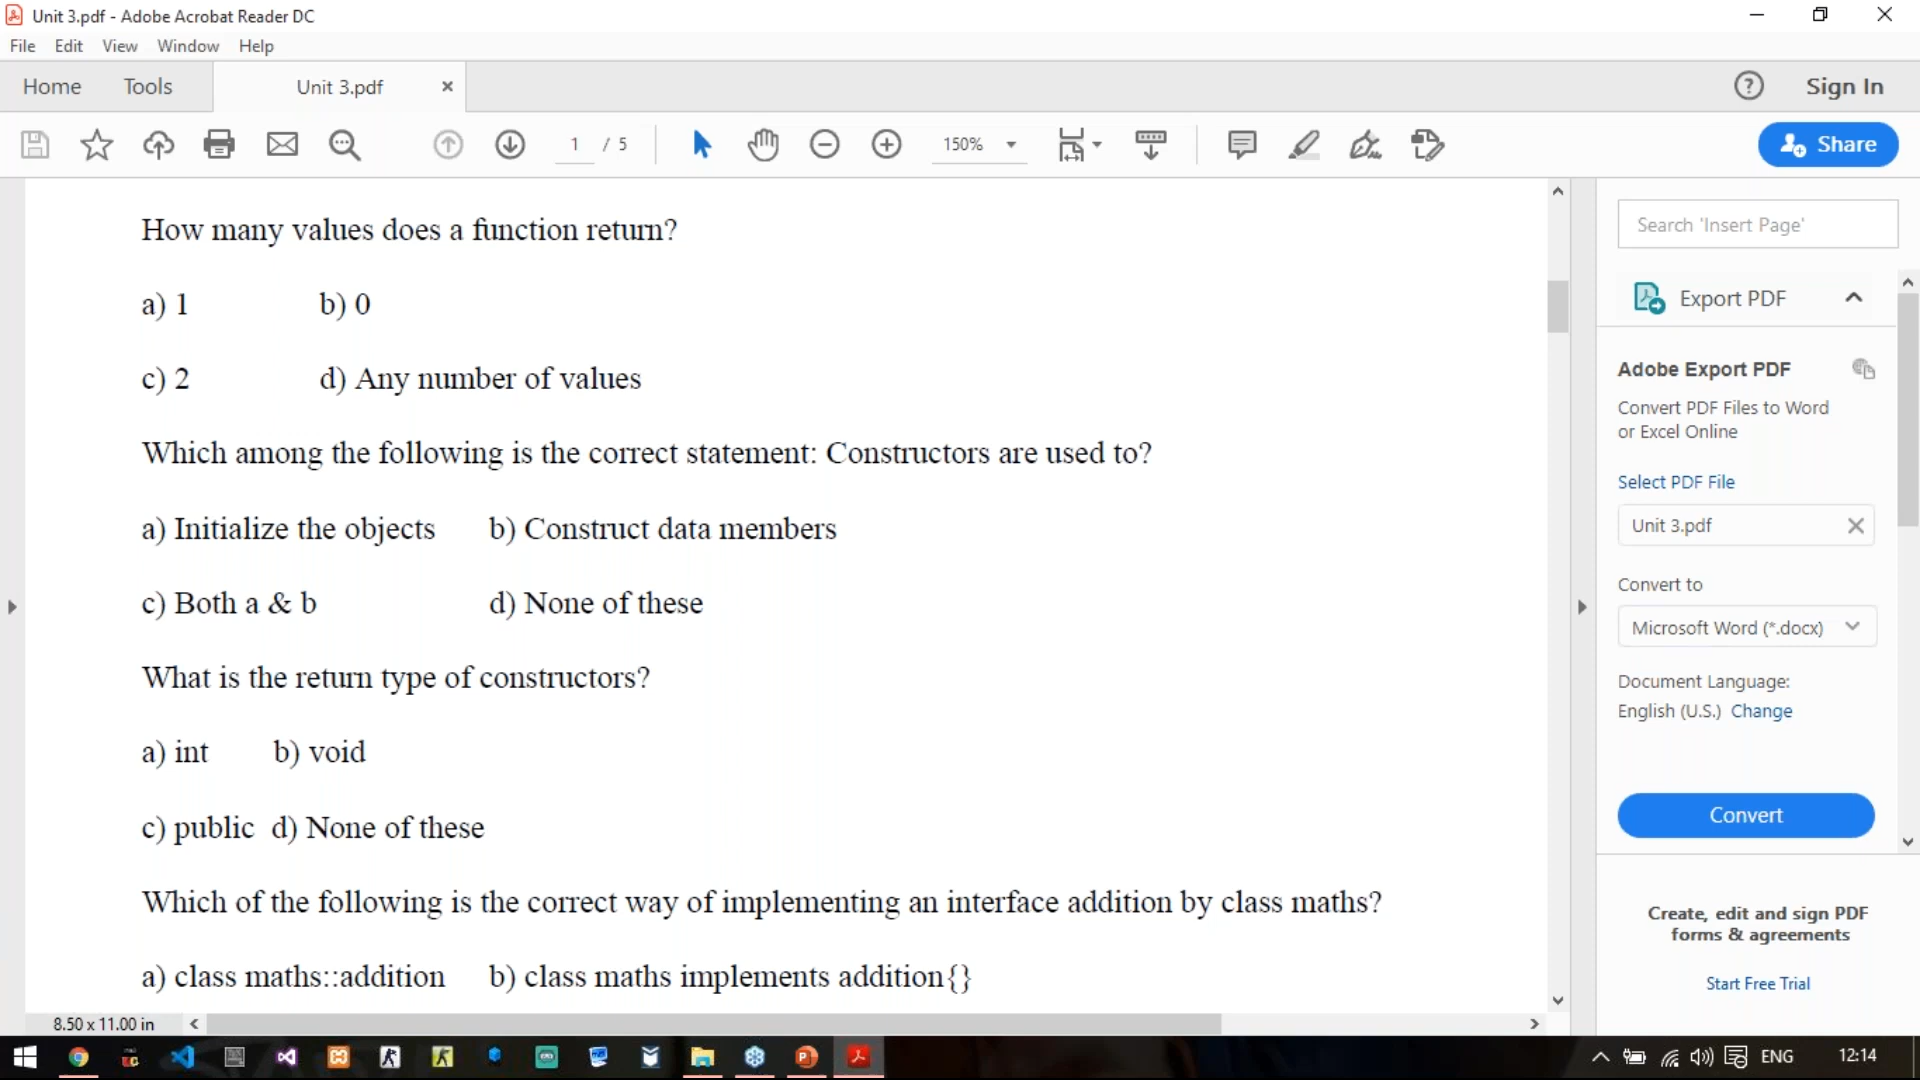 Unit 3.pdf - Adobe Acrobat Reader DC
File Edit View Window Help
Home Tools Unit 3.pdf × ? Sign In
1 / 5 150% Share
How many values does a function return?
a) 1 b) 0
c) 2 d) Any number of values
Which among the following is the correct statement: Constructors are used to?
a) Initialize the objects b) Construct data members
c) Both a & b d) None of these
What is the return type of constructors?
a) int b) void
c) public d) None of these
Which of the following is the correct way of implementing an interface addition by class maths?
a) class maths::addition b) class maths implements addition{}
8.50 x 11.00 in
Search 'Insert Page'
Export PDF
Adobe Export PDF
Convert PDF Files to Word
or Excel Online
Select PDF File
Unit 3.pdf
Convert to
Microsoft Word (*.docx)
Document Language:
English (U.S.) Change
Convert
Create, edit and sign PDF
forms & agreements
Start Free Trial
ENG 12:14